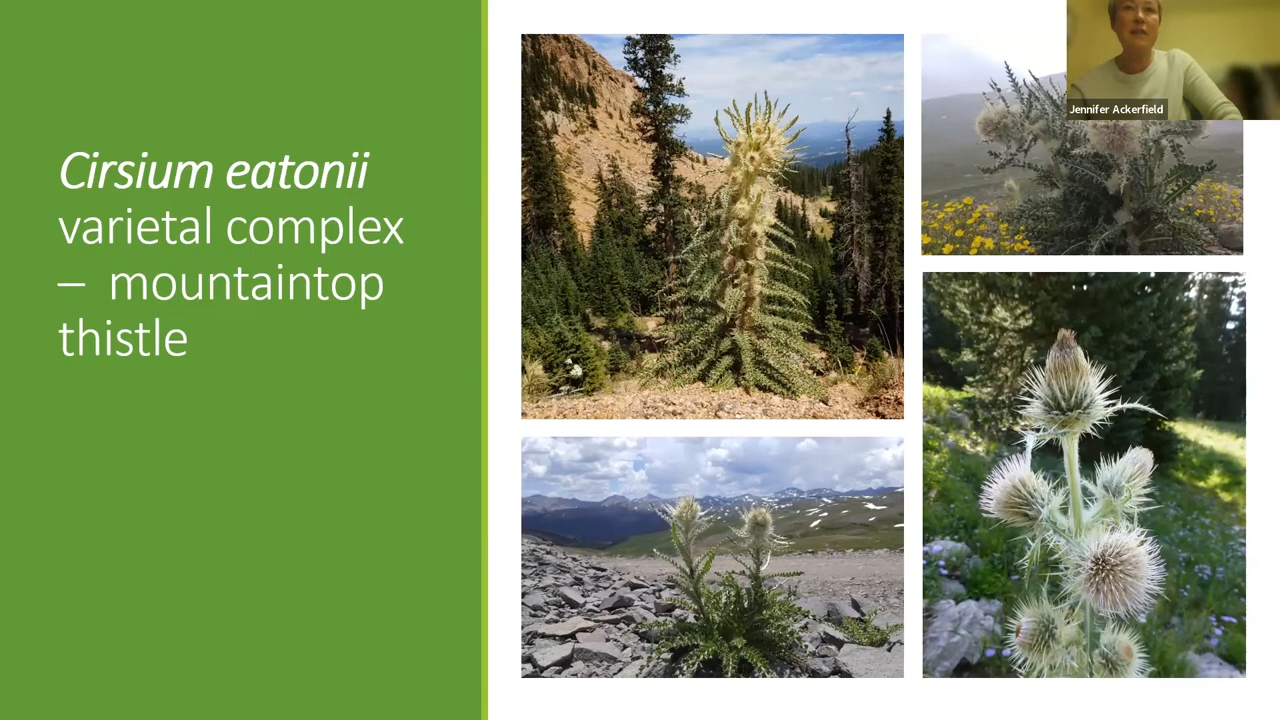 Cirsium eatonii
varietal complex
– mountaintop
thistle
Jennifer Ackerfield